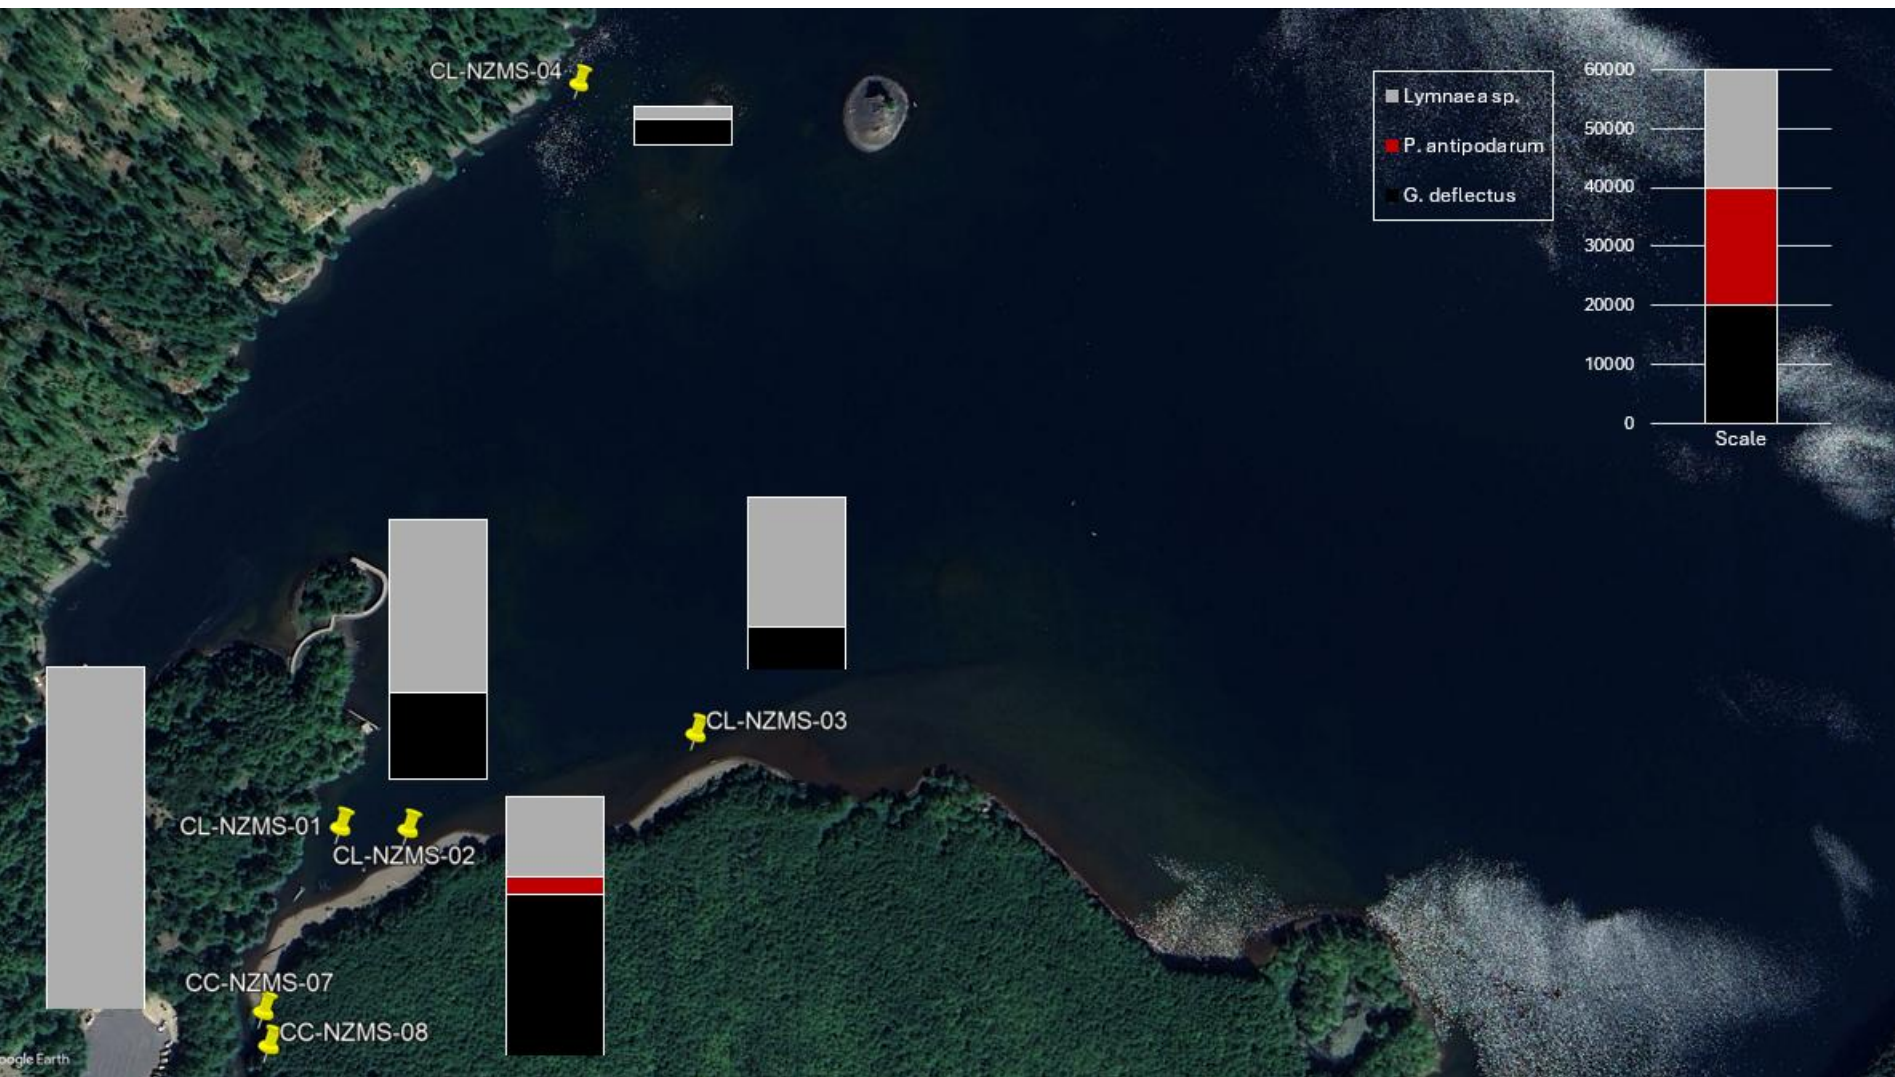 CL-NZMS-04
Lymnaea sp.
P. antipodarum
G. deflectus
60000
50000
40000
30000
20000
10000
0
Scale
CL-NZMS-03
CL-NZMS-01
CL-NZMS-02
CC-NZMS-07
CC-NZMS-08
oogle Earth